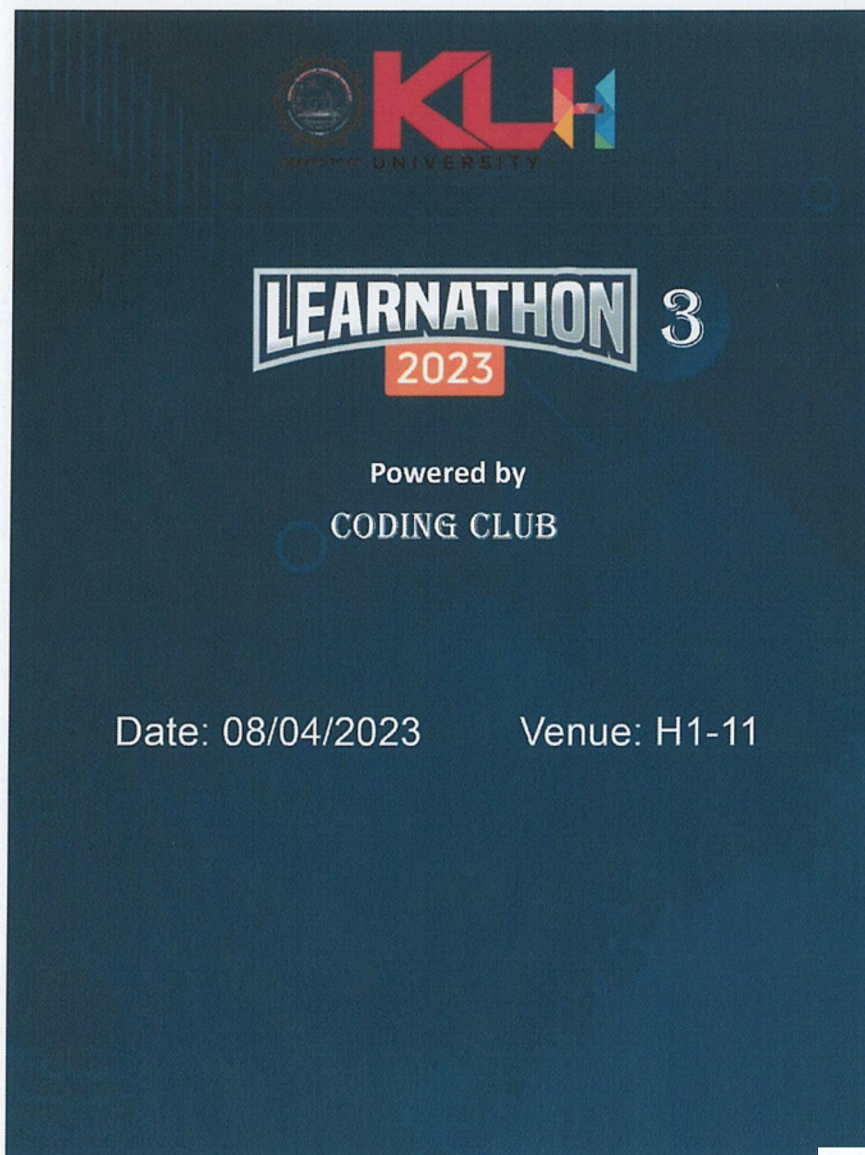 KLH
UNIVERSITY
LEARNATHON 3
2023
Powered by
CODING CLUB
Date: 08/04/2023 Venue: H1-11